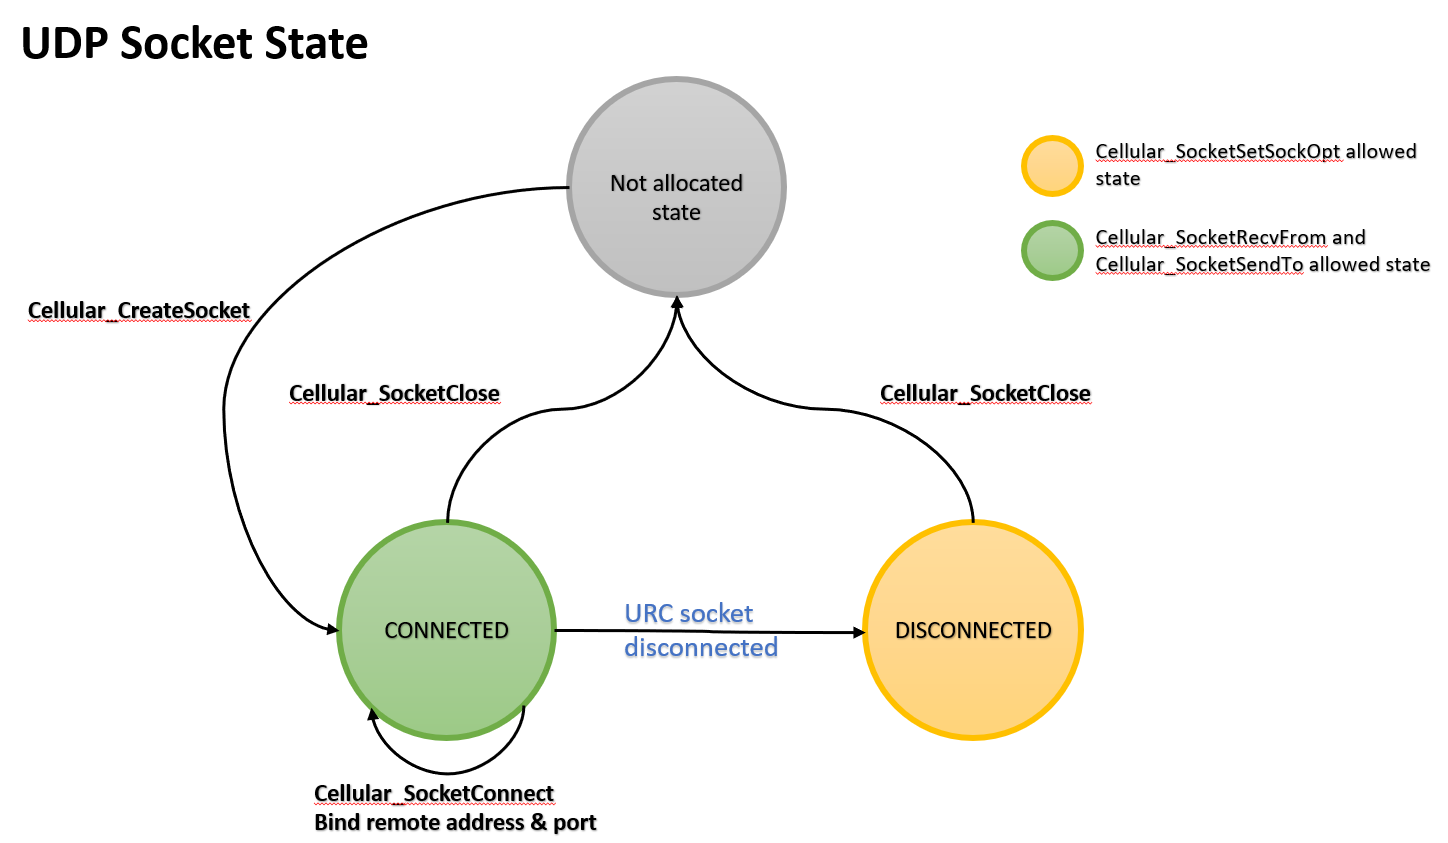 UDP Socket State
Not allocated
state
Cellular_SocketSetSockOpt allowed
state
Cellular_SocketRecvFrom and
Cellular_SocketSendTo allowed state
Cellular_CreateSocket
Cellular_SocketClose
Cellular_SocketClose
CONNECTED
URC socket
disconnected
DISCONNECTED
Cellular_SocketConnect
Bind remote address & port